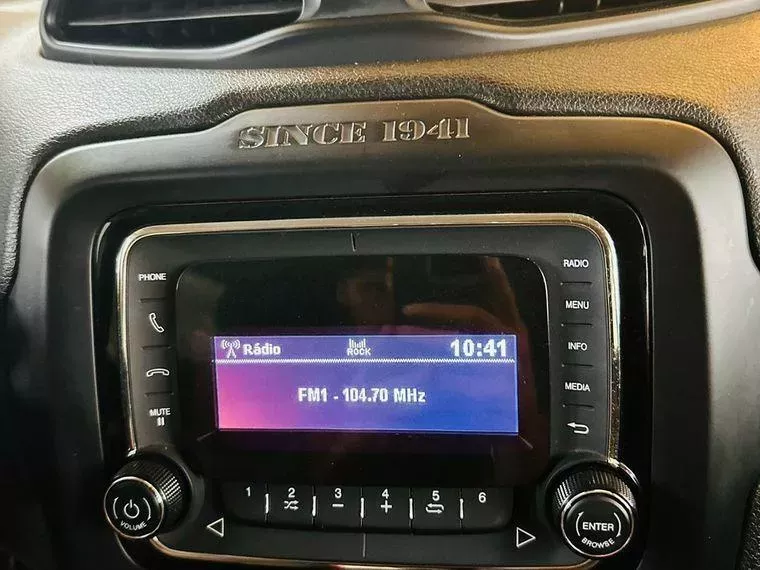 SINCE 1941
PHONE
RADIO
MENU
INFO
MEDIA
MUTE
Rádio
ROCK
10:41
FM1 - 104.70 MHz
1 2 3 4 5 6
VOLUME
ENTER
BROWSE